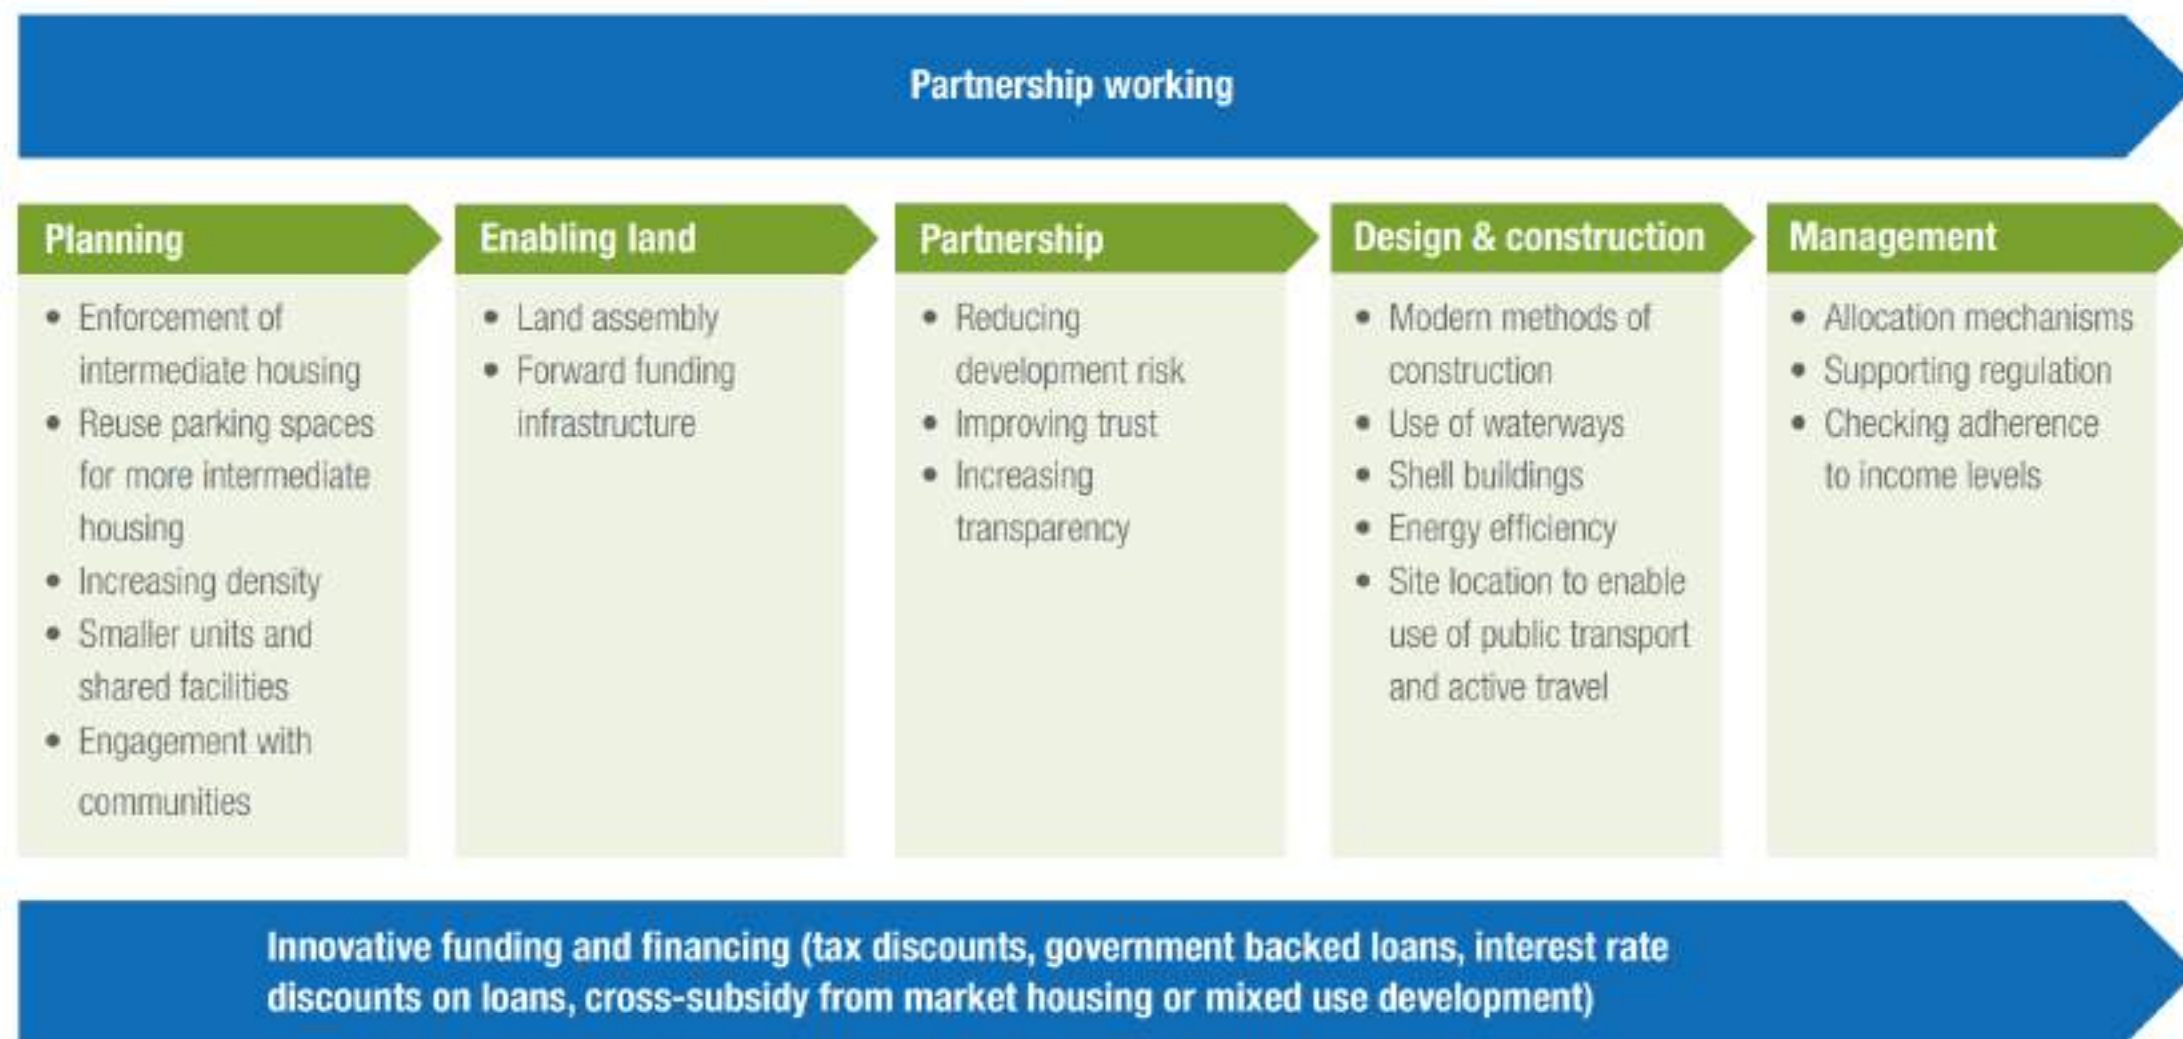 Partnership working
Planning
• Enforcement of
intermediate housing
• Reuse parking spaces
for more intermediate
housing
• Increasing density
• Smaller units and
shared facilities
• Engagement with
communities
Enabling land
• Land assembly
• Forward funding
infrastructure
Partnership
• Reducing
development risk
• Improving trust
• Increasing
transparency
Design & construction
• Modern methods of
construction
• Use of waterways
• Shell buildings
• Energy efficiency
• Site location to enable
use of public transport
and active travel
Management
• Allocation mechanisms
• Supporting regulation
• Checking adherence
to income levels
Innovative funding and financing (tax discounts, government backed loans, interest rate
discounts on loans, cross-subsidy from market housing or mixed use development)